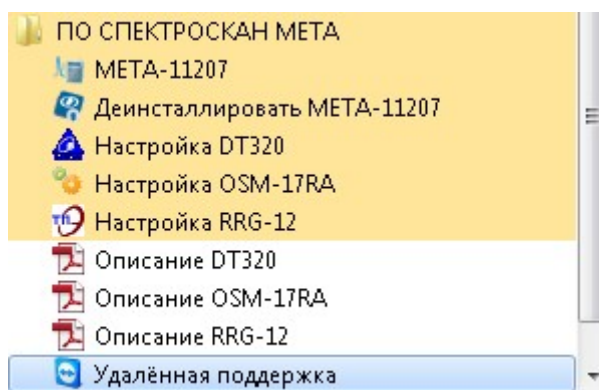 ПО СПЕКТРОСКАН МЕТА
МЕТА-11207
Деинсталлировать МЕТА-11207
Настройка DT320
Настройка OSM-17RA
Настройка RRG-12
Описание DT320
Описание OSM-17RA
Описание RRG-12
Удалённая поддержка